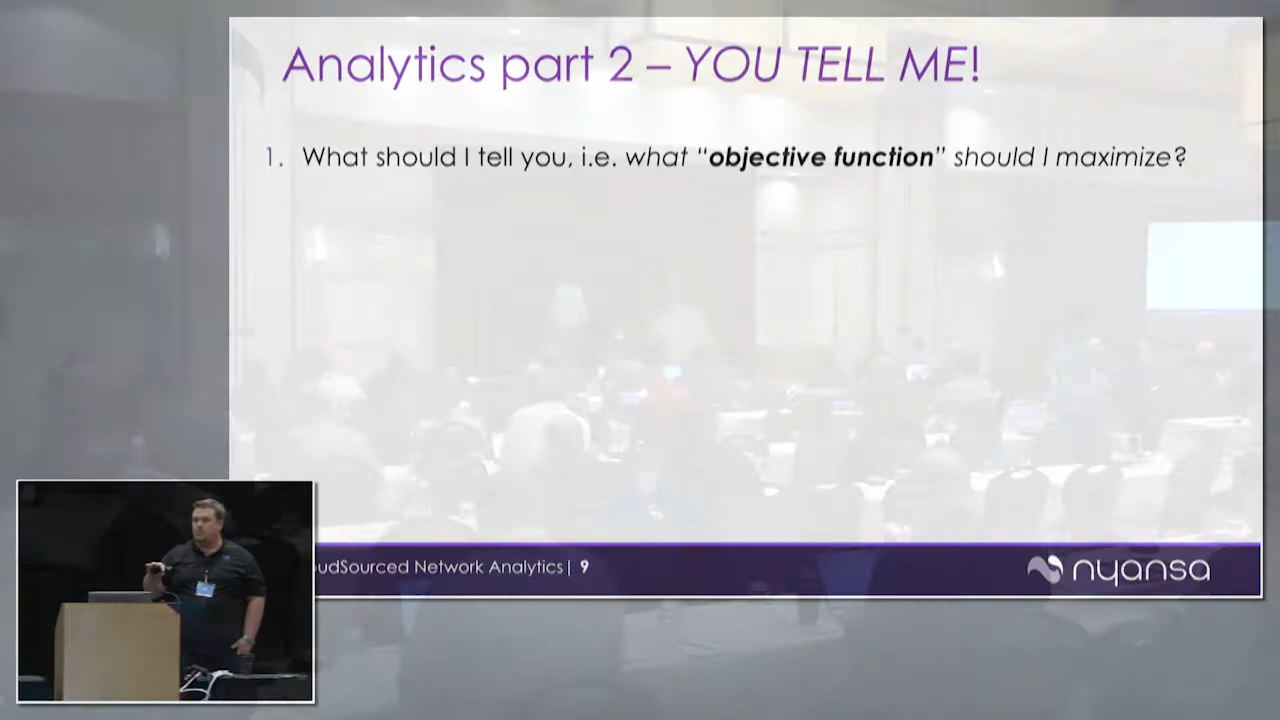 Analytics part 2 – YOU TELL ME!
1. What should I tell you, i.e. what “objective function” should I maximize?
oudSourced Network Analytics| 9
nyansa